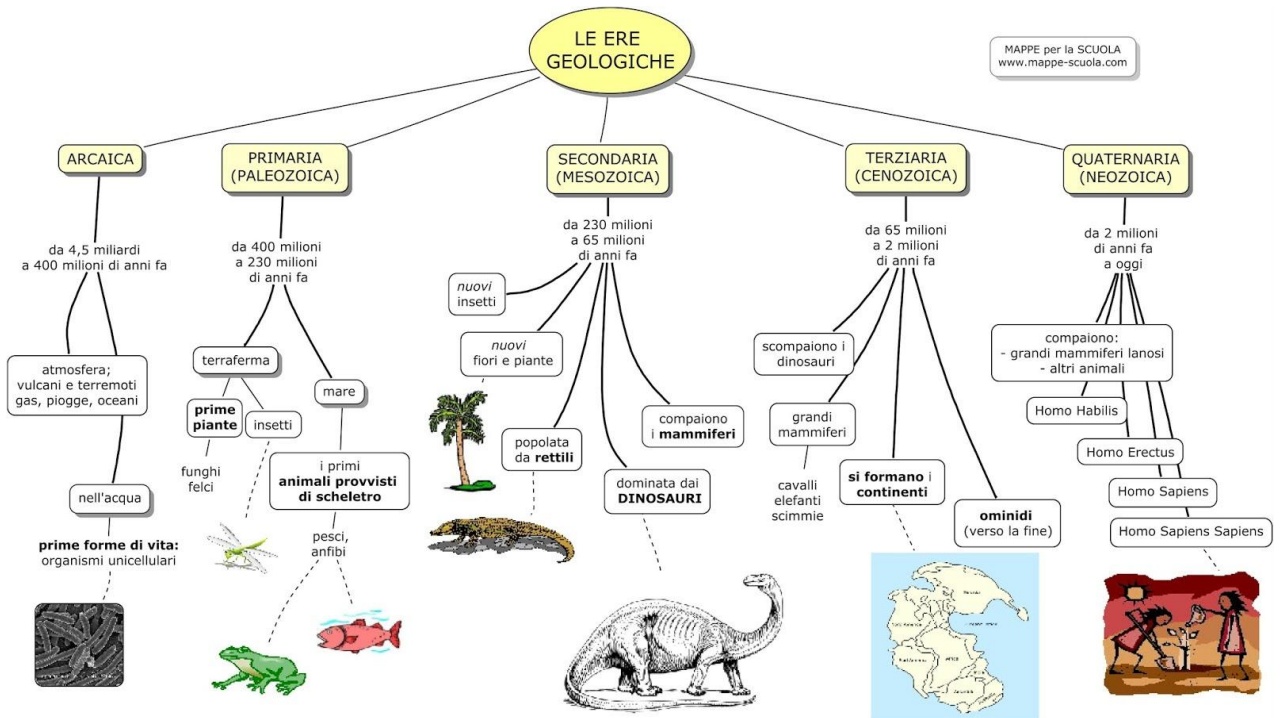 LE ERE
GEOLOGICHE
MAPPE per la SCUOLA
www.mappe-scuola.com
ARCAICA
da 4,5 miliardi
a 400 milioni di anni fa
atmosfera;
vulcani e terremoti
gas, piogge, oceani
nell'acqua
prime forme di vita:
organismi unicellulari
PRIMARIA
(PALEOZOICA)
da 400 milioni
a 230 milioni
di anni fa
terraferma
prime
piante
funghi
felci
insetti
mare
i primi
animali provvisti
di scheletro
pesci,
anfibi
SECONDARIA
(MESOZOICA)
da 230 milioni
a 65 milioni
di anni fa
nuovi
insetti
nuovi
fiori e piante
popolata
da rettili
dominata dai
DINOSAURI
compaiono
i mammiferi
TERZIARIA
(CENOZOICA)
da 65 milioni
a 2 milioni
di anni fa
scompaiono i
dinosauri
grandi
mammiferi
cavalli
elefanti
scimmie
si formano i
continenti
ominidi
(verso la fine)
QUATERNARIA
(NEOZOICA)
da 2 milioni
di anni fa
a oggi
compaiono:
- grandi mammiferi lanosi
- altri animali
Homo Habilis
Homo Erectus
Homo Sapiens
Homo Sapiens Sapiens